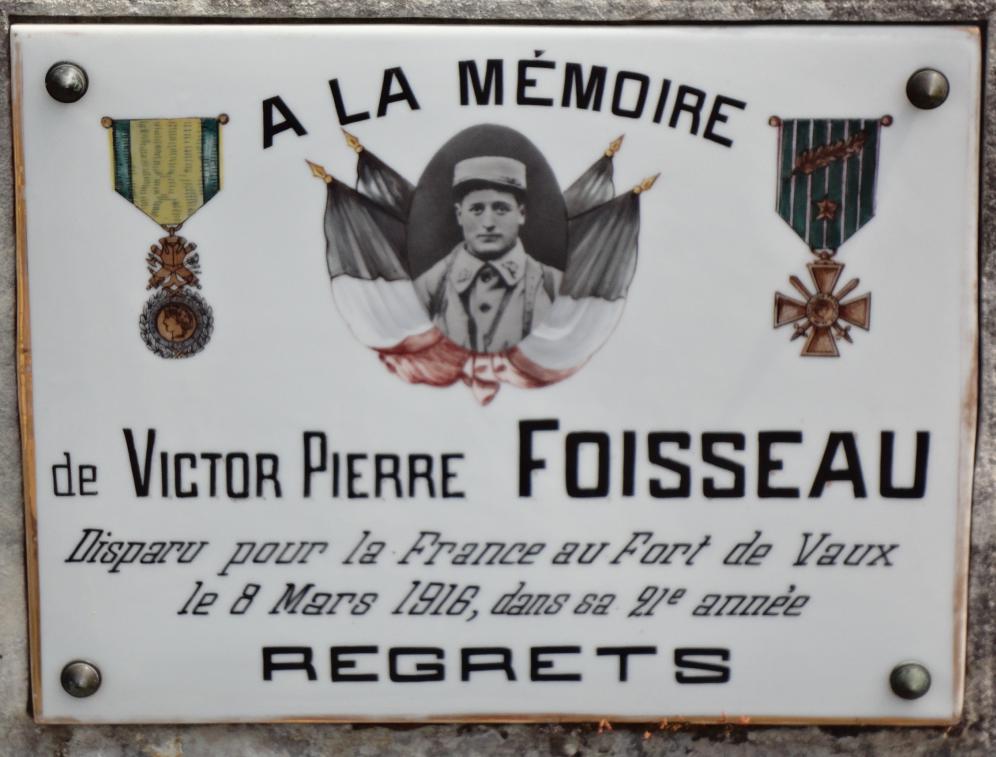 A LA MÉMOIRE
de VICTOR PIERRE FOISSEAU
Disparu pour la France au Fort de Vaux
le 8 Mars 1916, dans sa 21e année
REGRETS